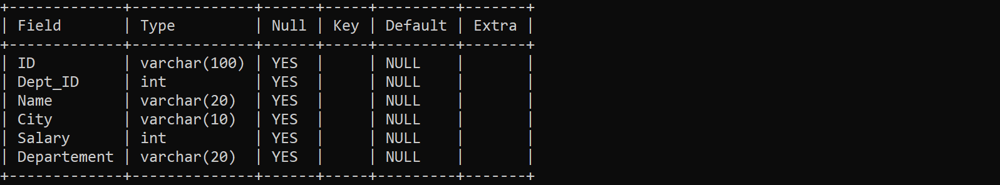 +-------------+--------------+------+-----+---------+-------+
| Field       | Type         | Null | Key | Default | Extra |
+-------------+--------------+------+-----+---------+-------+
| ID          | varchar(100) | YES  |     | NULL    |       |
| Dept_ID     | int          | YES  |     | NULL    |       |
| Name        | varchar(20)  | YES  |     | NULL    |       |
| City        | varchar(10)  | YES  |     | NULL    |       |
| Salary      | int          | YES  |     | NULL    |       |
| Departement | varchar(20)  | YES  |     | NULL    |       |
+-------------+--------------+------+-----+---------+-------+